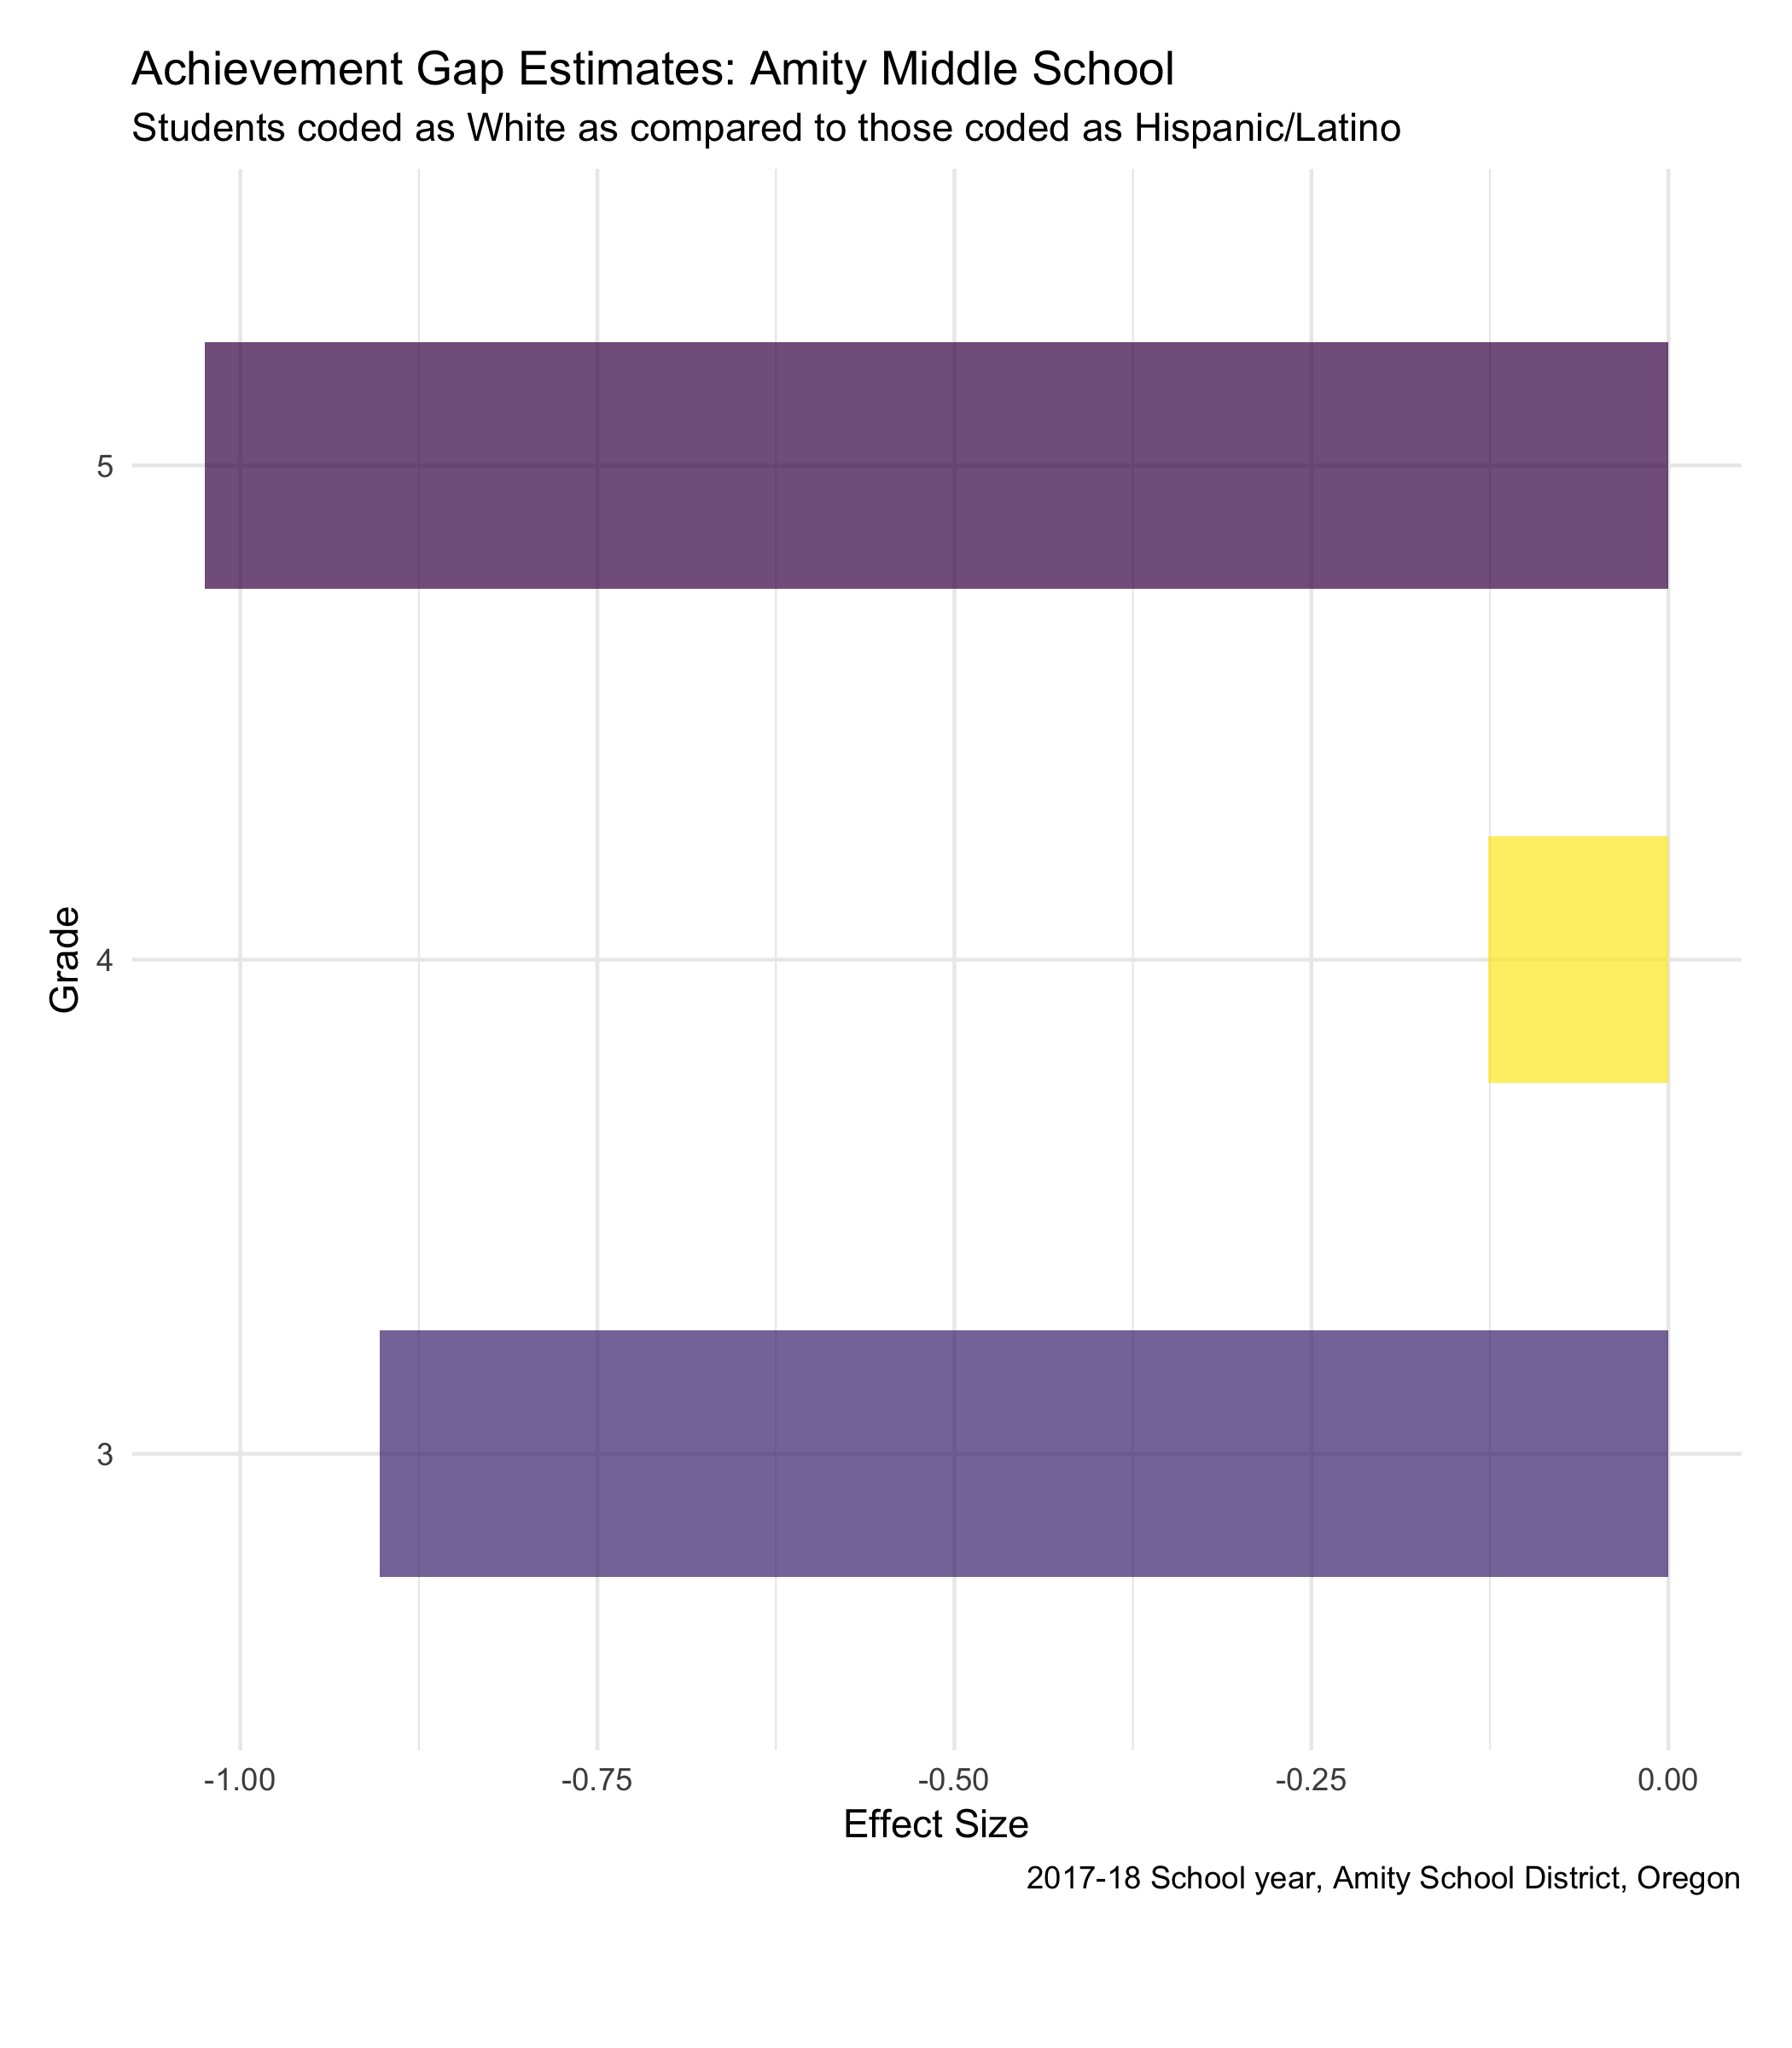 Achievement Gap Estimates: Amity Middle School
Students coded as White as compared to those coded as Hispanic/Latino
5
4
3
Grade
-1.00 -0.75 -0.50 -0.25 0.00
Effect Size
2017-18 School year, Amity School District, Oregon